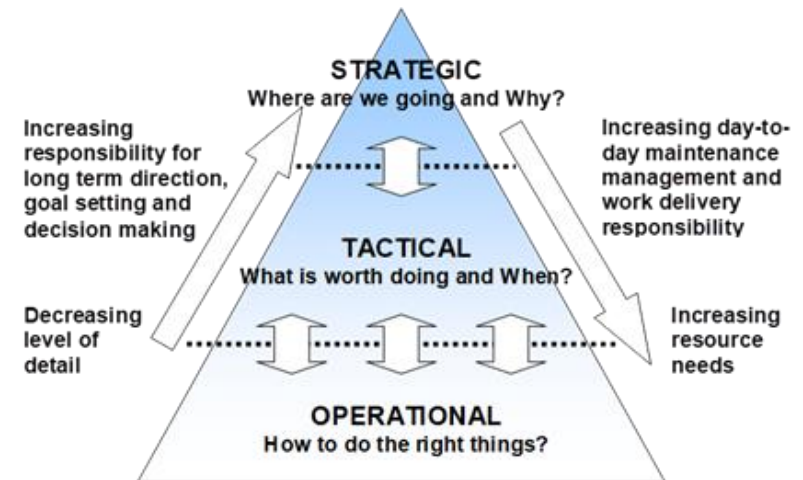 STRATEGIC
Where are we going and Why?
Increasing
responsibility for
long term direction,
goal setting and
decision making
Increasing day-to-
day maintenance
management and
work delivery
responsibility
TACTICAL
What is worth doing and When?
Decreasing
level of
detail
Increasing
resource
needs
OPERATIONAL
How to do the right things?